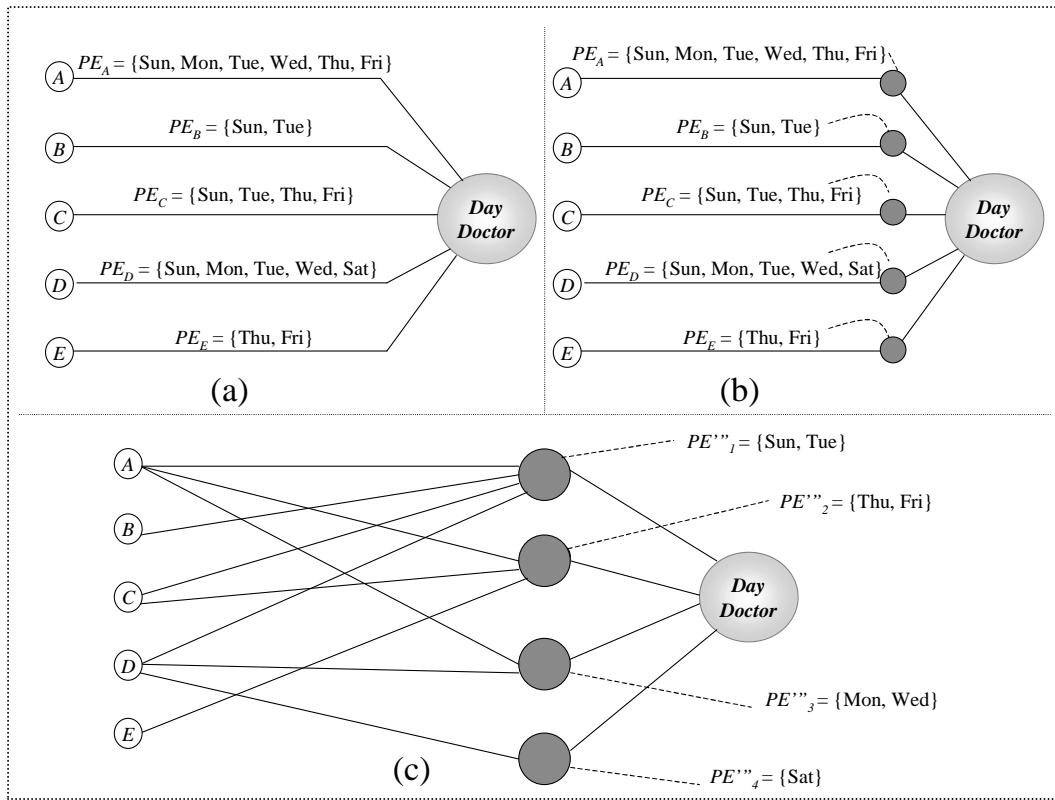 PE_A = {Sun, Mon, Tue, Wed, Thu, Fri}
A
PE_B = {Sun, Tue}
B
PE_C = {Sun, Tue, Thu, Fri}
C
PE_D = {Sun, Mon, Tue, Wed, Sat}
D
PE_E = {Thu, Fri}
E
Day
Doctor
(a)
PE_A = {Sun, Mon, Tue, Wed, Thu, Fri}
A
PE_B = {Sun, Tue}
B
PE_C = {Sun, Tue, Thu, Fri}
C
PE_D = {Sun, Mon, Tue, Wed, Sat}
D
PE_E = {Thu, Fri}
E
Day
Doctor
(b)
A
B
C
D
E
PE’”_1 = {Sun, Tue}
PE’”_2 = {Thu, Fri}
Day
Doctor
PE’”_3 = {Mon, Wed}
PE’”_4 = {Sat}
(c)